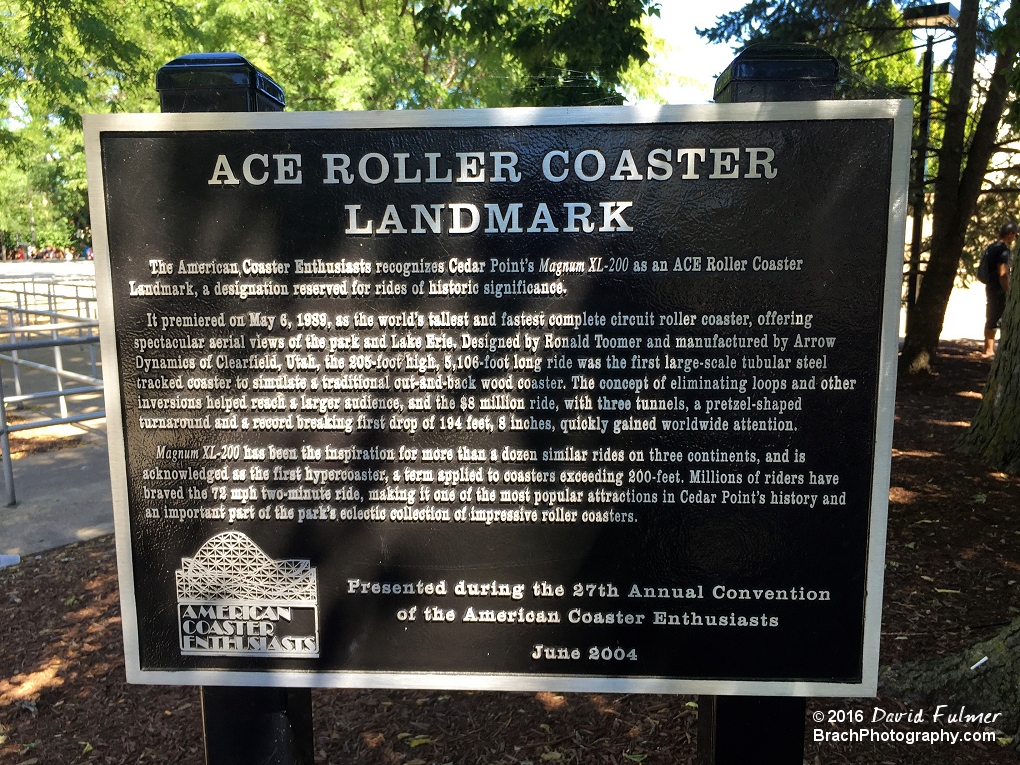 ACE ROLLER COASTER
LANDMARK
The American Coaster Enthusiasts recognizes Cedar Point's Magnum XL-200 as an ACE Roller Coaster
Landmark, a designation reserved for rides of historic significance.
It premiered on May 6, 1989, as the world's tallest and fastest complete circuit roller coaster, offering
spectacular aerial views of the park and Lake Erie. Designed by Ronald Toomer and manufactured by Arrow
Dynamics of Clearfield, Utah, the 205-foot high, 5,106-foot long ride was the first large-scale tubular steel
tracked coaster to simulate a traditional out-and-back wood coaster. The concept of eliminating loops and other
inversions helped reach a larger audience, and the $8 million ride, with three tunnels, a pretzel-shaped
turnaround and a record breaking first drop of 194 feet, 8 inches, quickly gained worldwide attention.
Magnum XL-200 has been the inspiration for more than a dozen similar rides on three continents, and is
acknowledged as the first hypercoaster, a term applied to coasters exceeding 200-feet. Millions of riders have
braved the 72 mph two-minute ride, making it one of the most popular attractions in Cedar Point's history and
an important part of the park's eclectic collection of impressive roller coasters.
AMERICAN
COASTER
ENTHUSIASTS
Presented during the 27th Annual Convention
of the American Coaster Enthusiasts
June 2004
©2016 David Fulmer
BrachPhotography.com